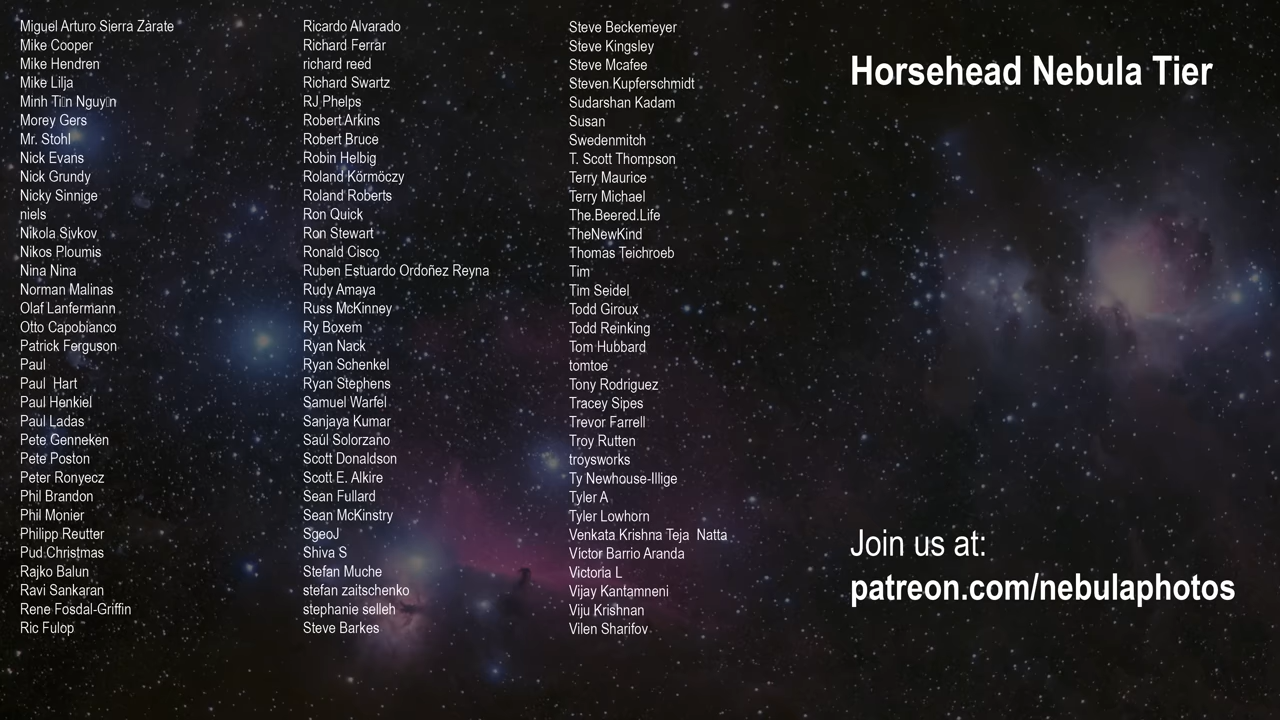 Miguel Arturo Sierra Zàrate
Mike Cooper
Mike Hendren
Mike Lilja
Minh
Morey Gers
Mr. Stohl
Nick Evans
Nick Grundy
Nicky Sinnige
niels
Nikola Sivkov
Nikos Ploumis
Nina Nina
Norman Malinas
Olaf Lanfermann
Otto Capobianco
Patrick Ferguson
Paul
Paul  Hart
Paul Henkiel
Paul Ladas
Pete Genneken
Pete Poston
Peter Ronyecz
Phil Brandon
Phil Monier
Philipp Reutter
Pud Christmas
Rajko Balun
Ravi Sankaran
Rene Fosdal-Griffin
Ric Fulop
Ricardo Alvarado
Richard Ferrar
richard reed
Richard Swartz
RJ Phelps
Robert Arkins
Robert Bruce
Robin Helbig
Roland Körmöczy
Roland Roberts
Ron Quick
Ron Stewart
Ronald Cisco
Ruben Estuardo Ordoñez Reyna
Rudy Amaya
Russ McKinney
Ry Boxem
Ryan Nack
Ryan Schenkel
Ryan Stephens
Samuel Warfel
Sanjaya Kumar
Saúl Solorzano
Scott Donaldson
Scott E. Alkire
Sean Fullard
Sean McKinstry
SgeoJ
Shiva S
Stefan Muche
stefan zaitschenko
stephanie selleh
Steve Barkes
Steve Beckemeyer
Steve Kingsley
Steve Mcafee
Steven Kupferschmidt
Sudarshan Kadam
Susan
Swedenmitch
T. Scott Thompson
Terry Maurice
Terry Michael
The.Beered.Life
TheNewKind
Thomas Teichroeb
Tim
Tim Seidel
Todd Giroux
Todd Reinking
Tom Hubbard
tomtoe
Tony Rodriguez
Tracey Sipes
Trevor Farrell
Troy Rutten
troysworks
Ty Newhouse-Illige
Tyler A
Tyler Lowhorn
Venkata Krishna Teja  Natta
Victor Barrio Aranda
Victoria L
Vijay Kantamneni
Viju Krishnan
Vilen Sharifov
Horsehead Nebula Tier
Join us at:
patreon.com/nebulaphotos